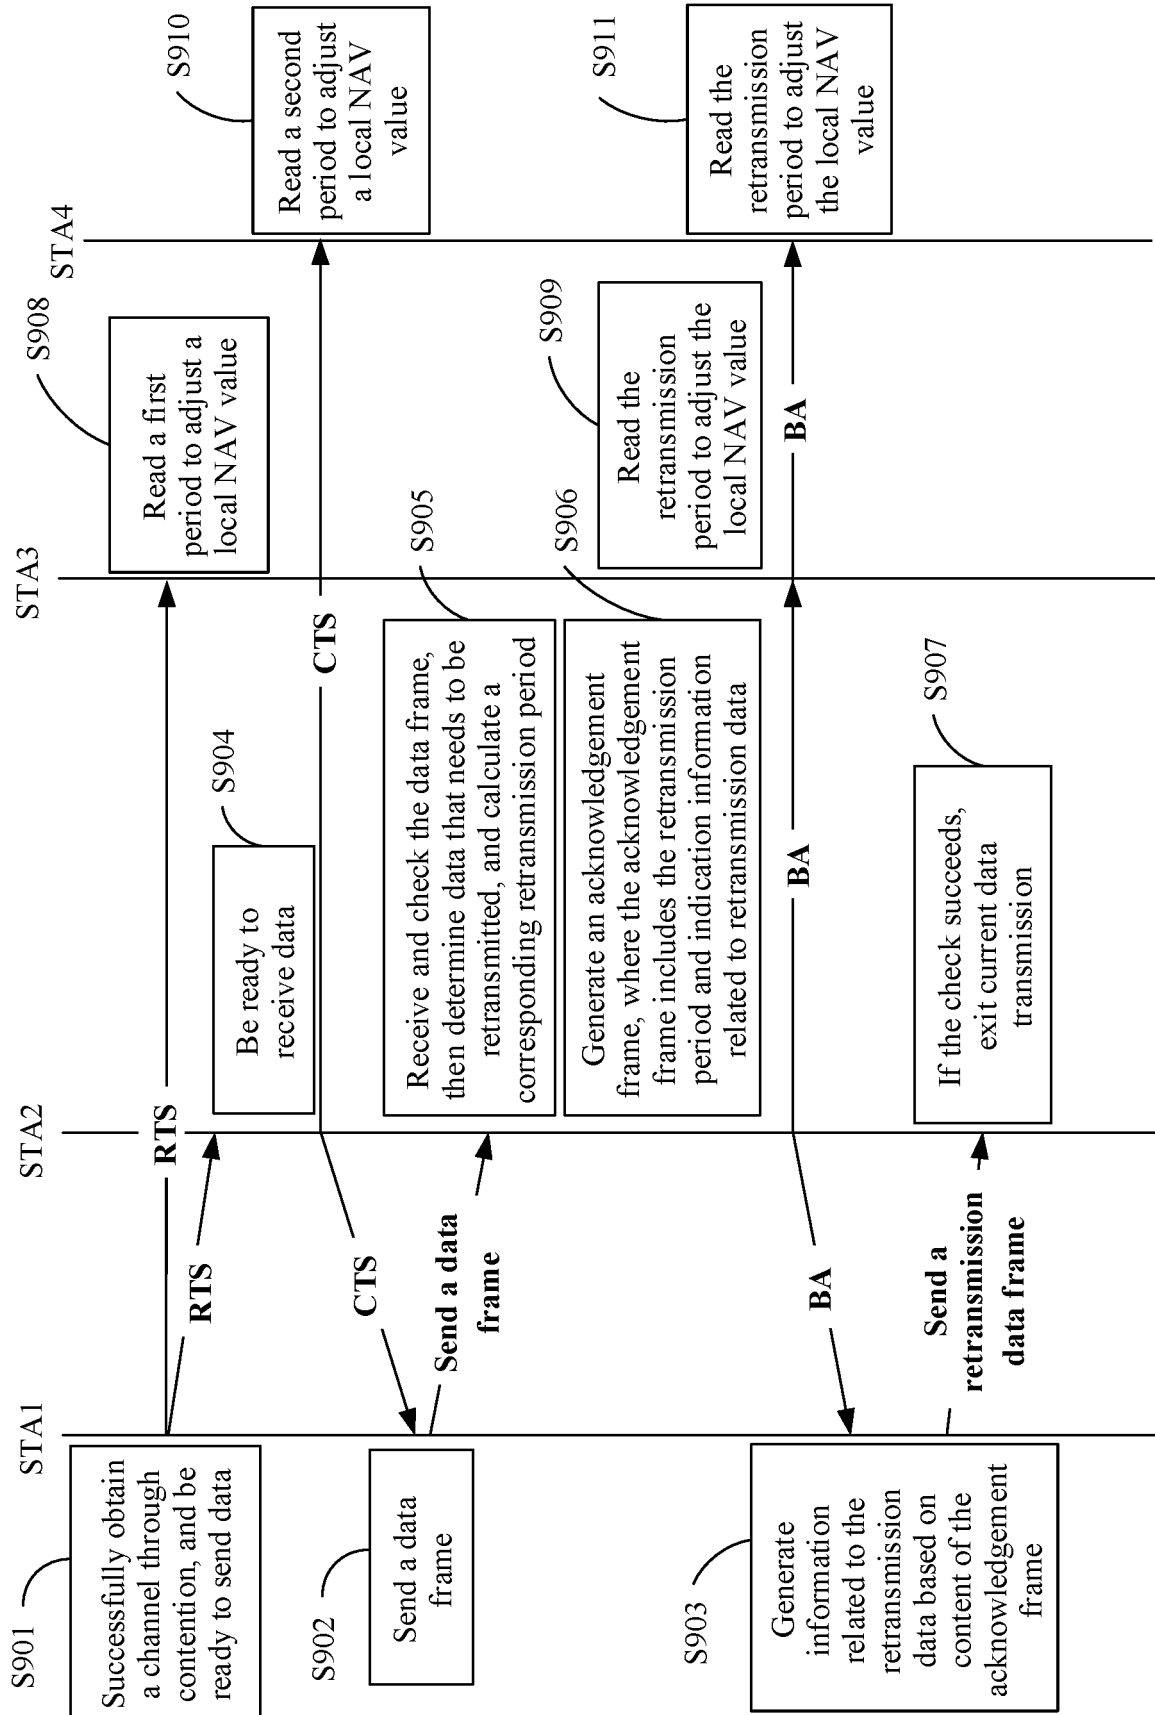 STA1
STA2
STA3
STA4
S901
Successfully obtain
a channel through
contention, and be
ready to send data
RTS
RTS
S908
Read a first
period to adjust a
local NAV value
S904
Be ready to
receive data
CTS
CTS
S910
Read a second
period to adjust
a local NAV
value
S902
Send a data
frame
Send a data
frame
S905
Receive and check the data frame,
then determine data that needs to be
retransmitted, and calculate a
corresponding retransmission period
S906
Generate an acknowledgement
frame, where the acknowledgement
frame includes the retransmission
period and indication information
related to retransmission data
BA
BA
BA
S909
Read the
retransmission
period to adjust the
local NAV value
S911
Read the
retransmission
period to adjust
the local NAV
value
S903
Generate
information
related to the
retransmission
data based on
content of the
acknowledgement
frame
Send a
retransmission
data frame
S907
If the check succeeds,
exit current data
transmission